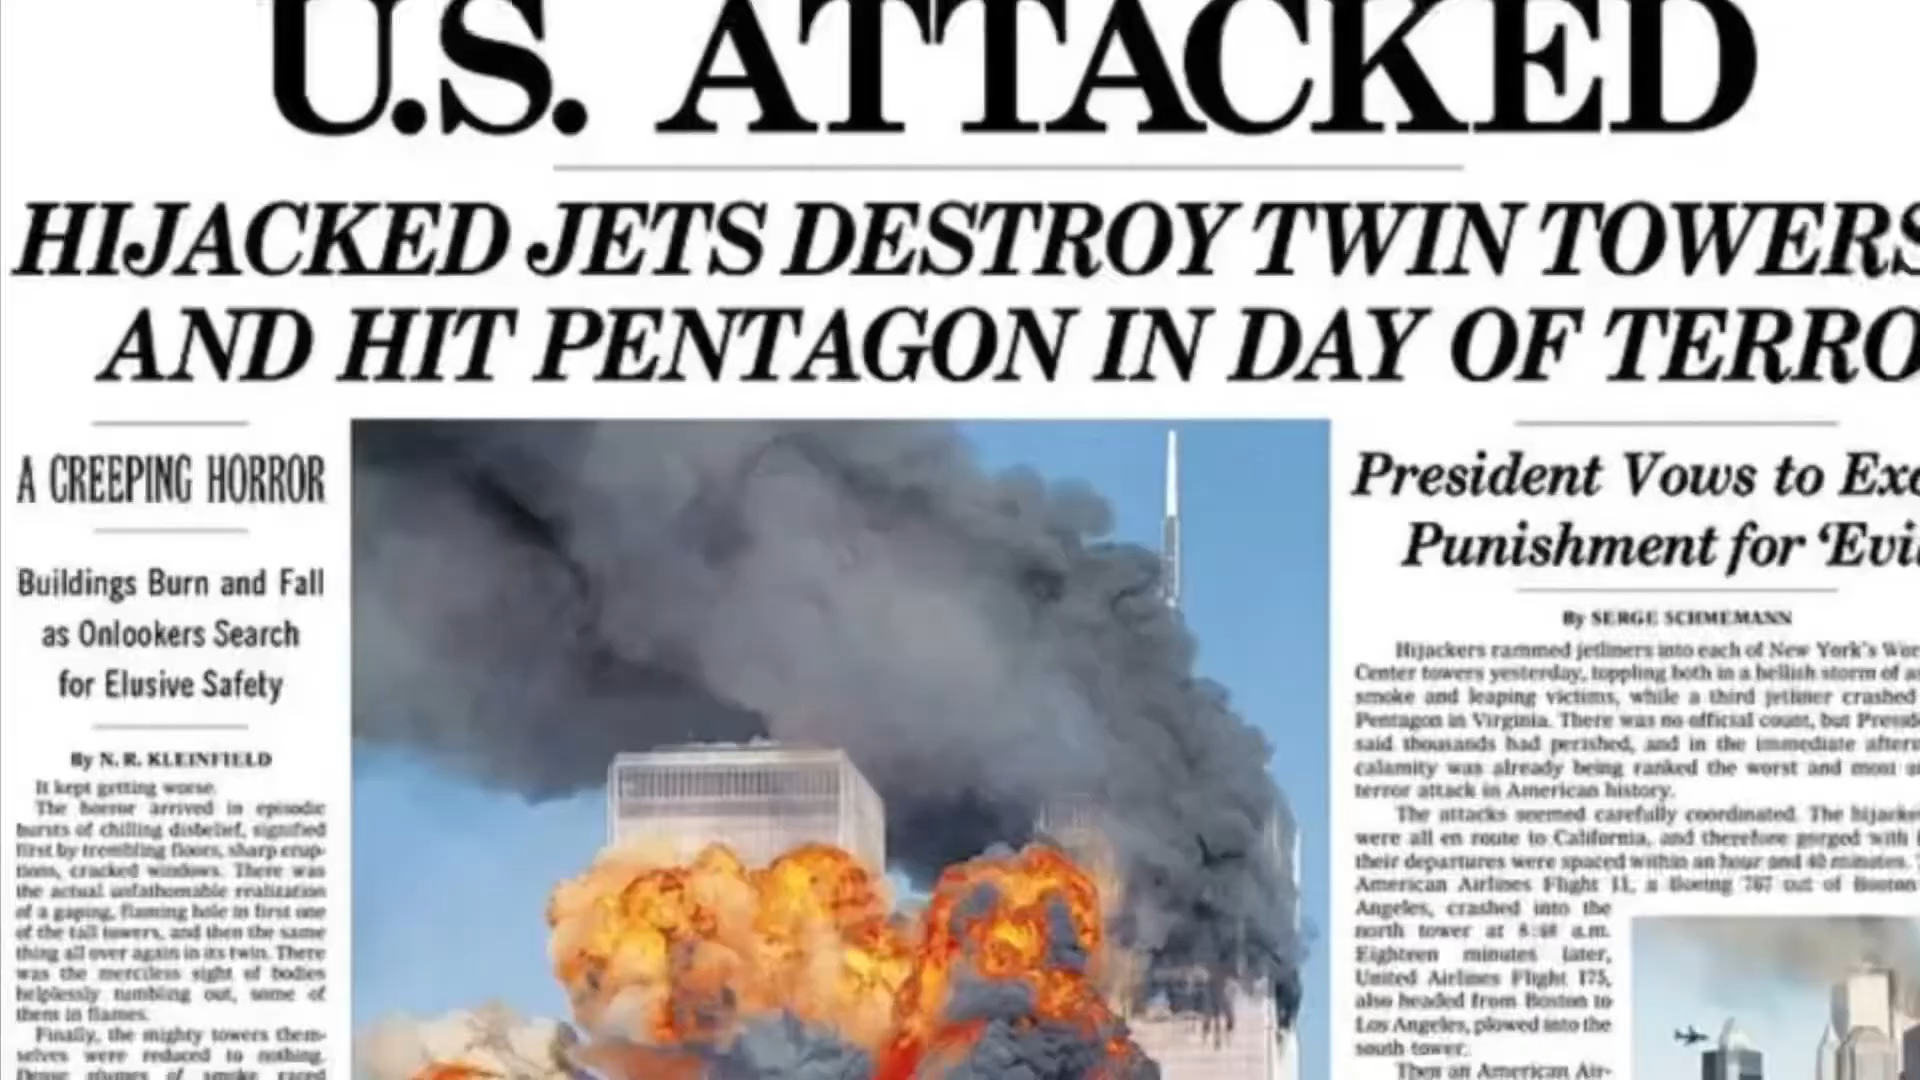 U.S. ATTACKED
HIJACKED JETS DESTROY TWIN TOWERS
AND HIT PENTAGON IN DAY OF TERRO
A CREEPING HORROR
Buildings Burn and Fall
as Onlookers Search
for Elusive Safety
By N. R. KLEINFIELD
It kept getting worse.
The horror arrived in episodic
bursts of chilling disbelief, signified
first by trembling floors, sharp erup-
tions, cracked windows. There was
the actual unfathomable realization
of a gaping, flaming hole in first one
of the tall towers, and then the same
thing all over again in its twin. There
was the merciless sight of bodies
helplessly tumbling out, some of
them in flames.
Finally, the mighty towers them-
selves were reduced to nothing.
Dense plumes of smoke raced
President Vows to Exa
Punishment for ‘Evil
By SERGE SCHMEMANN
Hijackers rammed jetliners into each of New York's Wor
Center towers yesterday, toppling both in a hellish storm of as
smoke and leaping victims, while a third jetliner crashed
Pentagon in Virginia. There was no official count, but Presid
said thousands had perished, and in the immediate afterm
calamity was already being ranked the worst and most
terror attack in American history.
The attacks seemed carefully coordinated. The hijacke
were all en route to California, and therefore gorged with
their departures were spaced within an hour and 40 minutes.
American Airlines Flight 11, a Boeing 767 out of Boston
Angeles, crashed into the
north tower at 8:48 a.m.
Eighteen minutes later,
United Airlines Flight 175,
also headed from Boston to
Los Angeles, plowed into the
south tower.
Then an American Air-